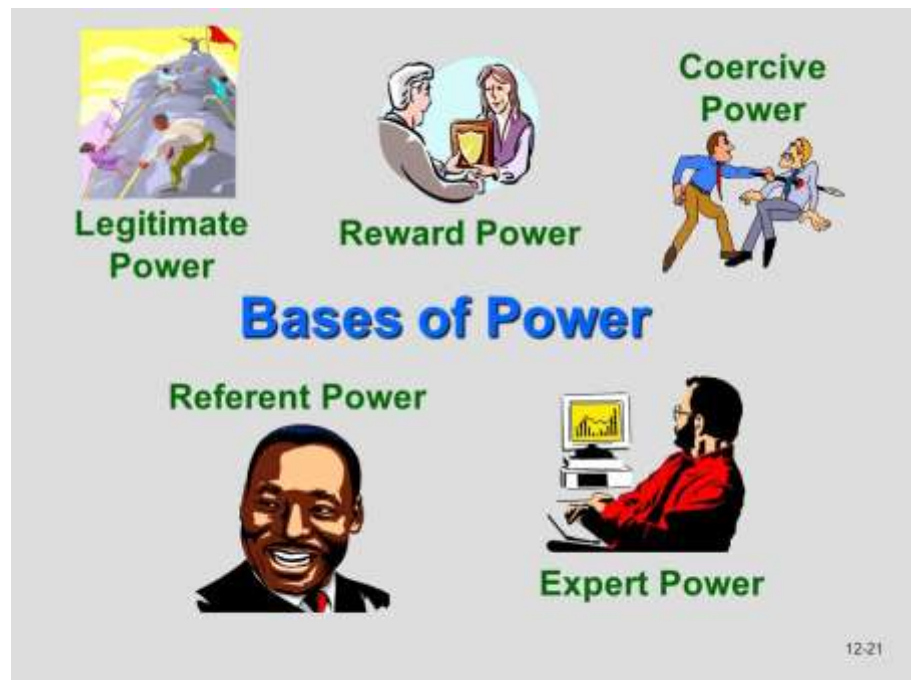 Coercive
Power
Legitimate
Power
Reward Power
Bases of Power
Referent Power
Expert Power
12-21